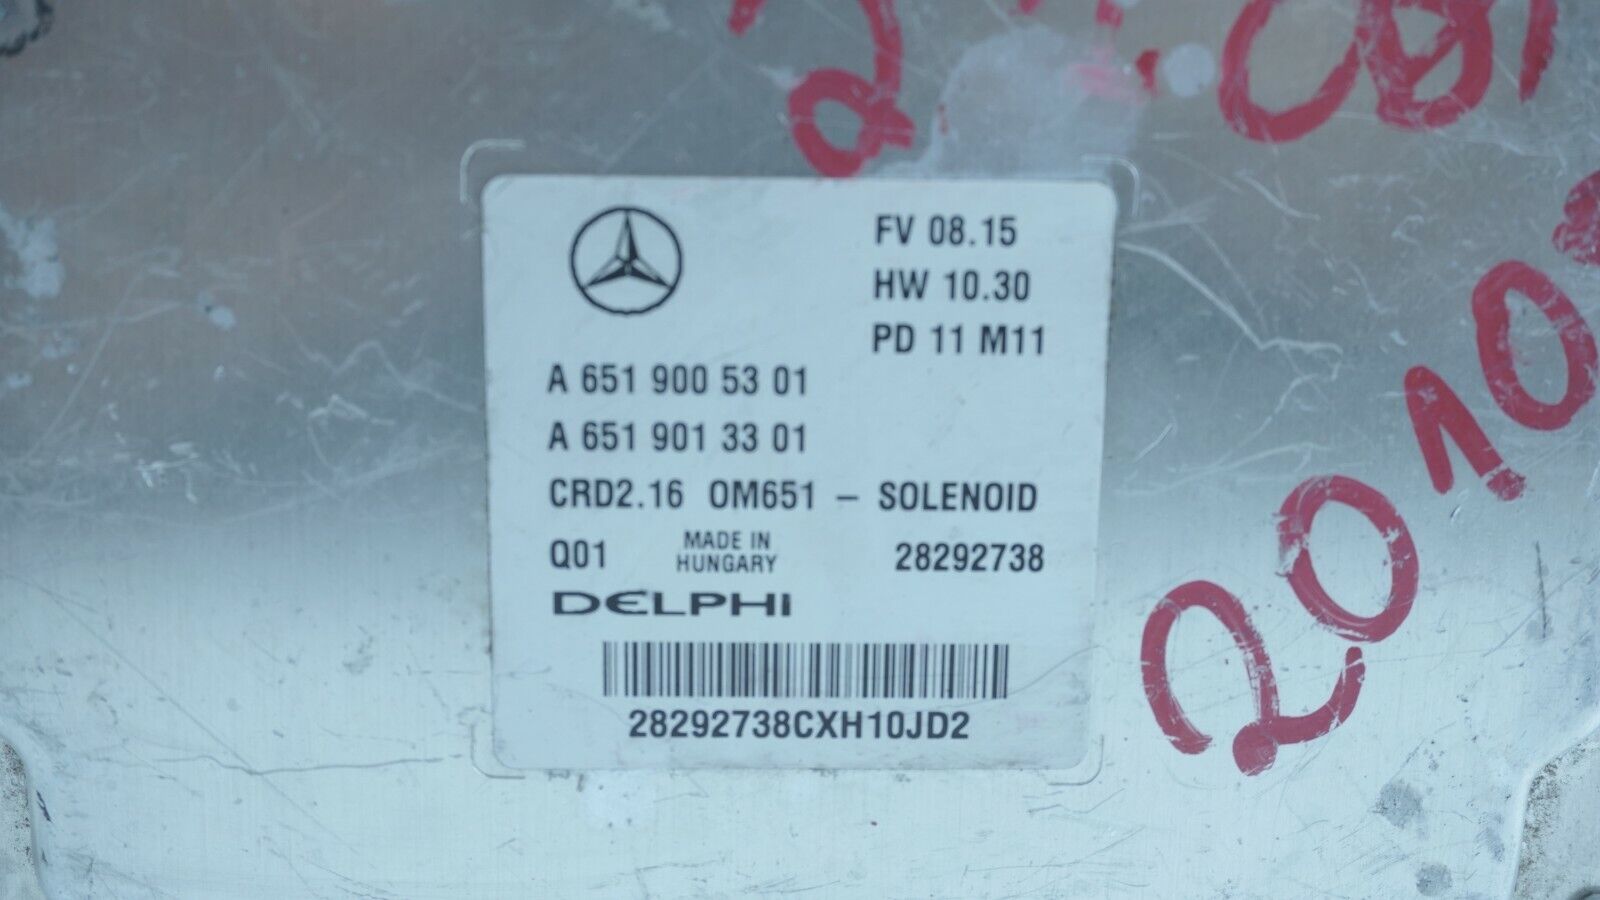 FV 08.15
HW 10.30
PD 11 M11
A 651 900 53 01
A 651 901 33 01
CRD2.16 OM651 – SOLENOID
Q01 MADE IN HUNGARY 28292738
DELPHI
28292738CXH10JD2